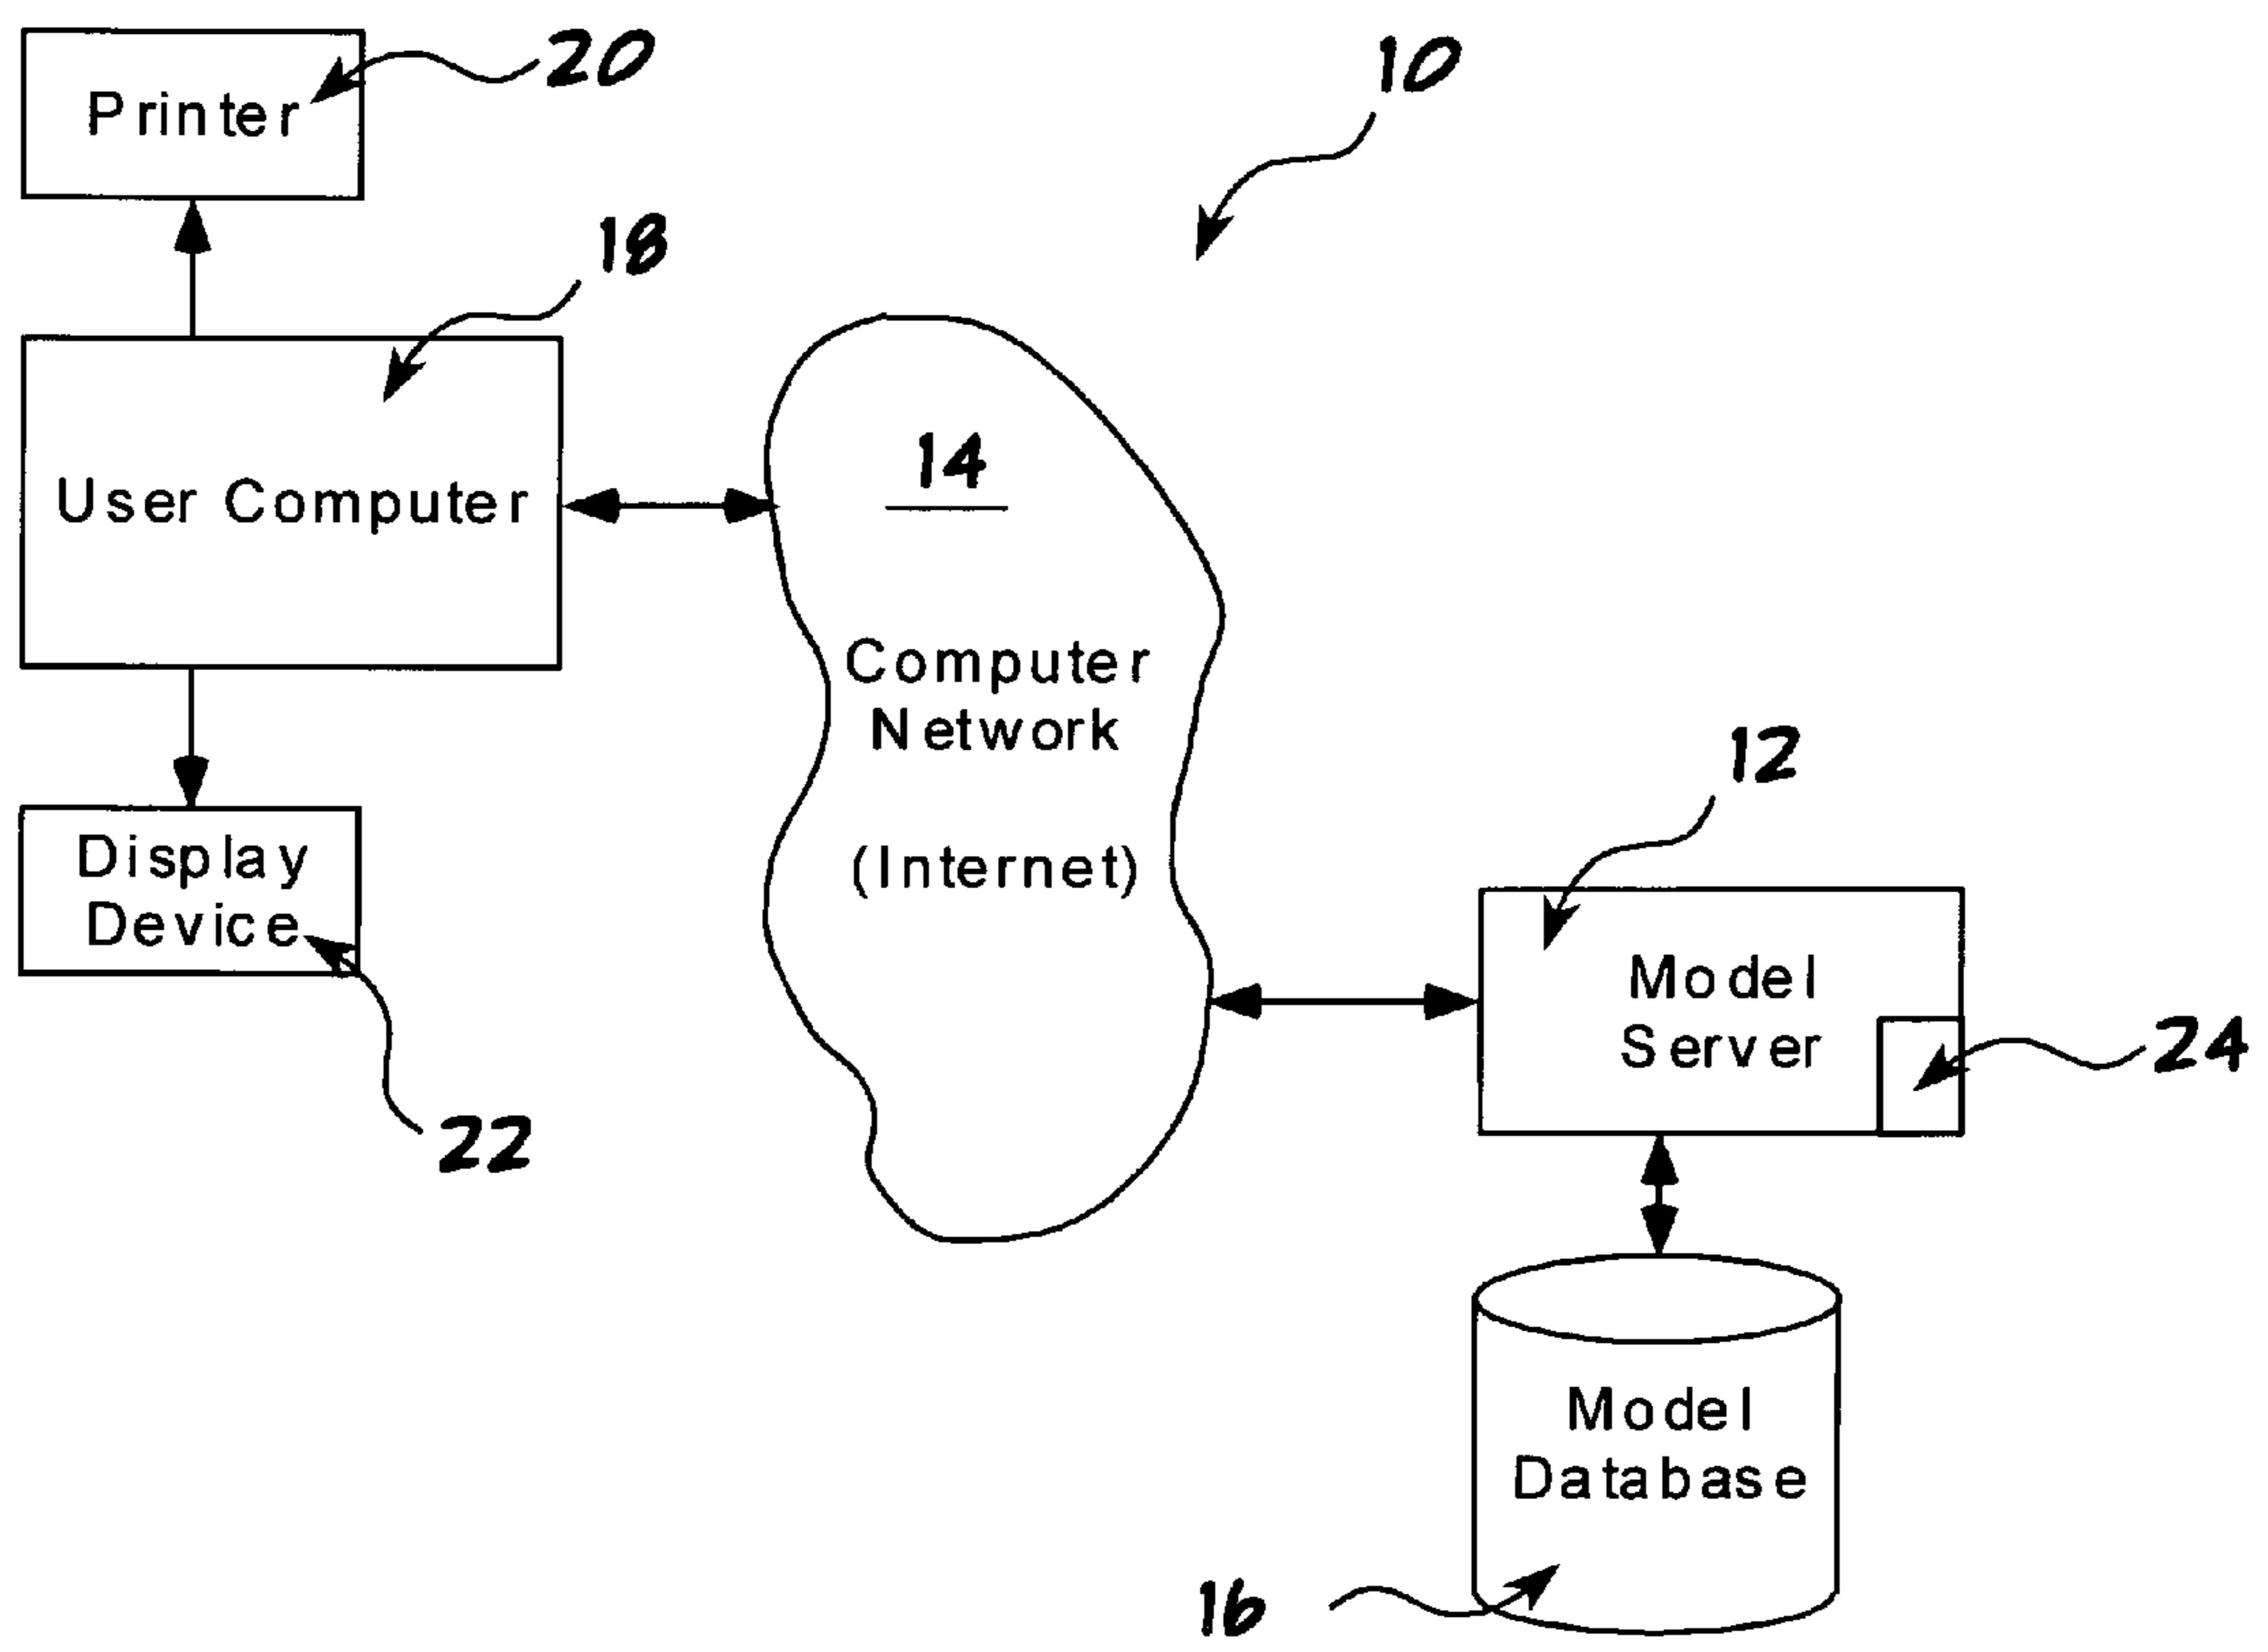 Printer
20
10
18
User Computer
14
Computer
Network
(Internet)
12
Display
Device
22
Model
Server
24
Model
Database
16